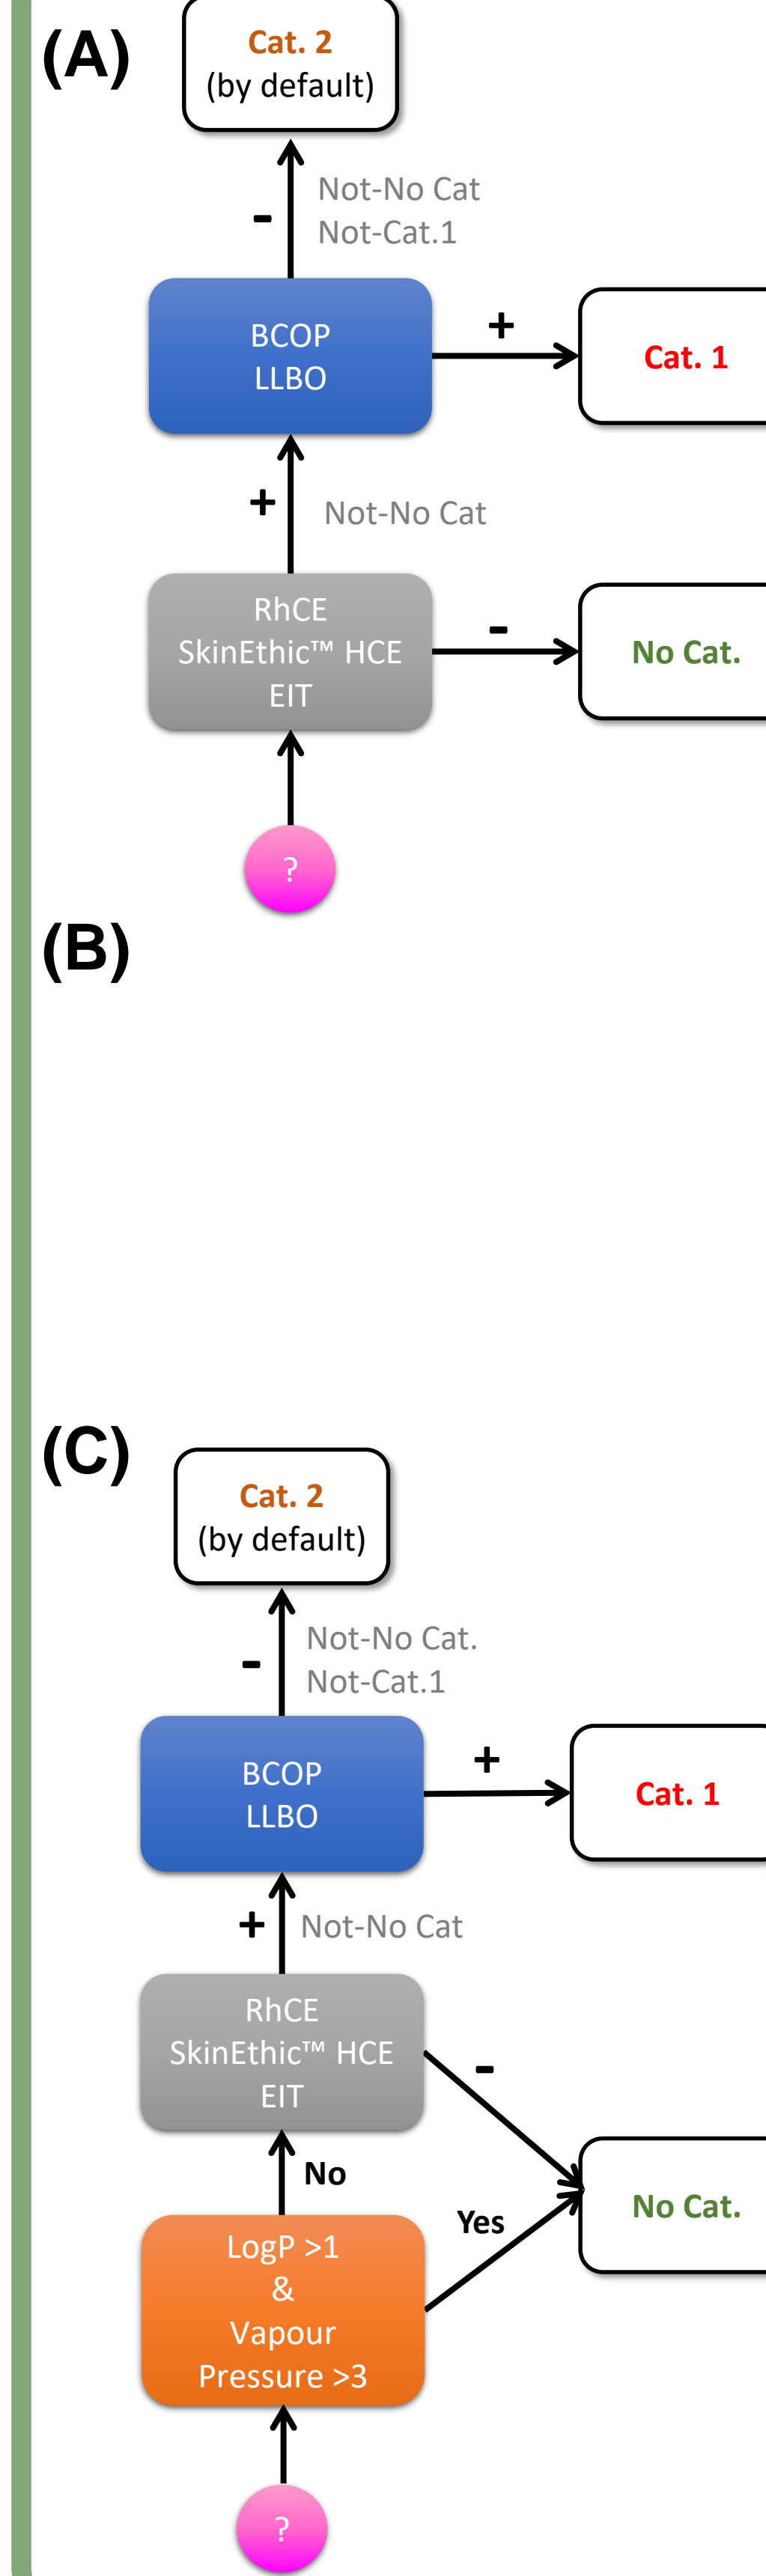 (A)
Cat. 2
(by default)
-
Not-No Cat
Not-Cat.1
BCOP
LLBO
+
Cat. 1
+
Not-No Cat
RhCE
SkinEthic™ HCE
EIT
-
No Cat.
?
(B)
(C)
Cat. 2
(by default)
-
Not-No Cat.
Not-Cat.1
BCOP
LLBO
+
Cat. 1
+
Not-No Cat
RhCE
SkinEthic™ HCE
EIT
-
No
No Cat.
Yes
LogP >1
&
Vapour
Pressure >3
?